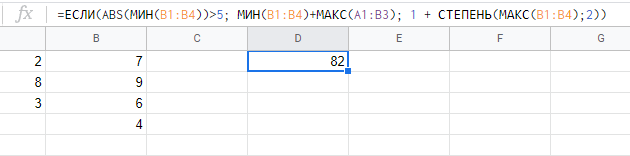 fx =ЕСЛИ(ABS(МИН(B1:B4))>5; МИН(B1:B4)+МАКС(A1:B3); 1 + СТЕПЕНЬ(МАКС(B1:B4);2))
B C D E F G
2 7 82
8 9
3 6
4